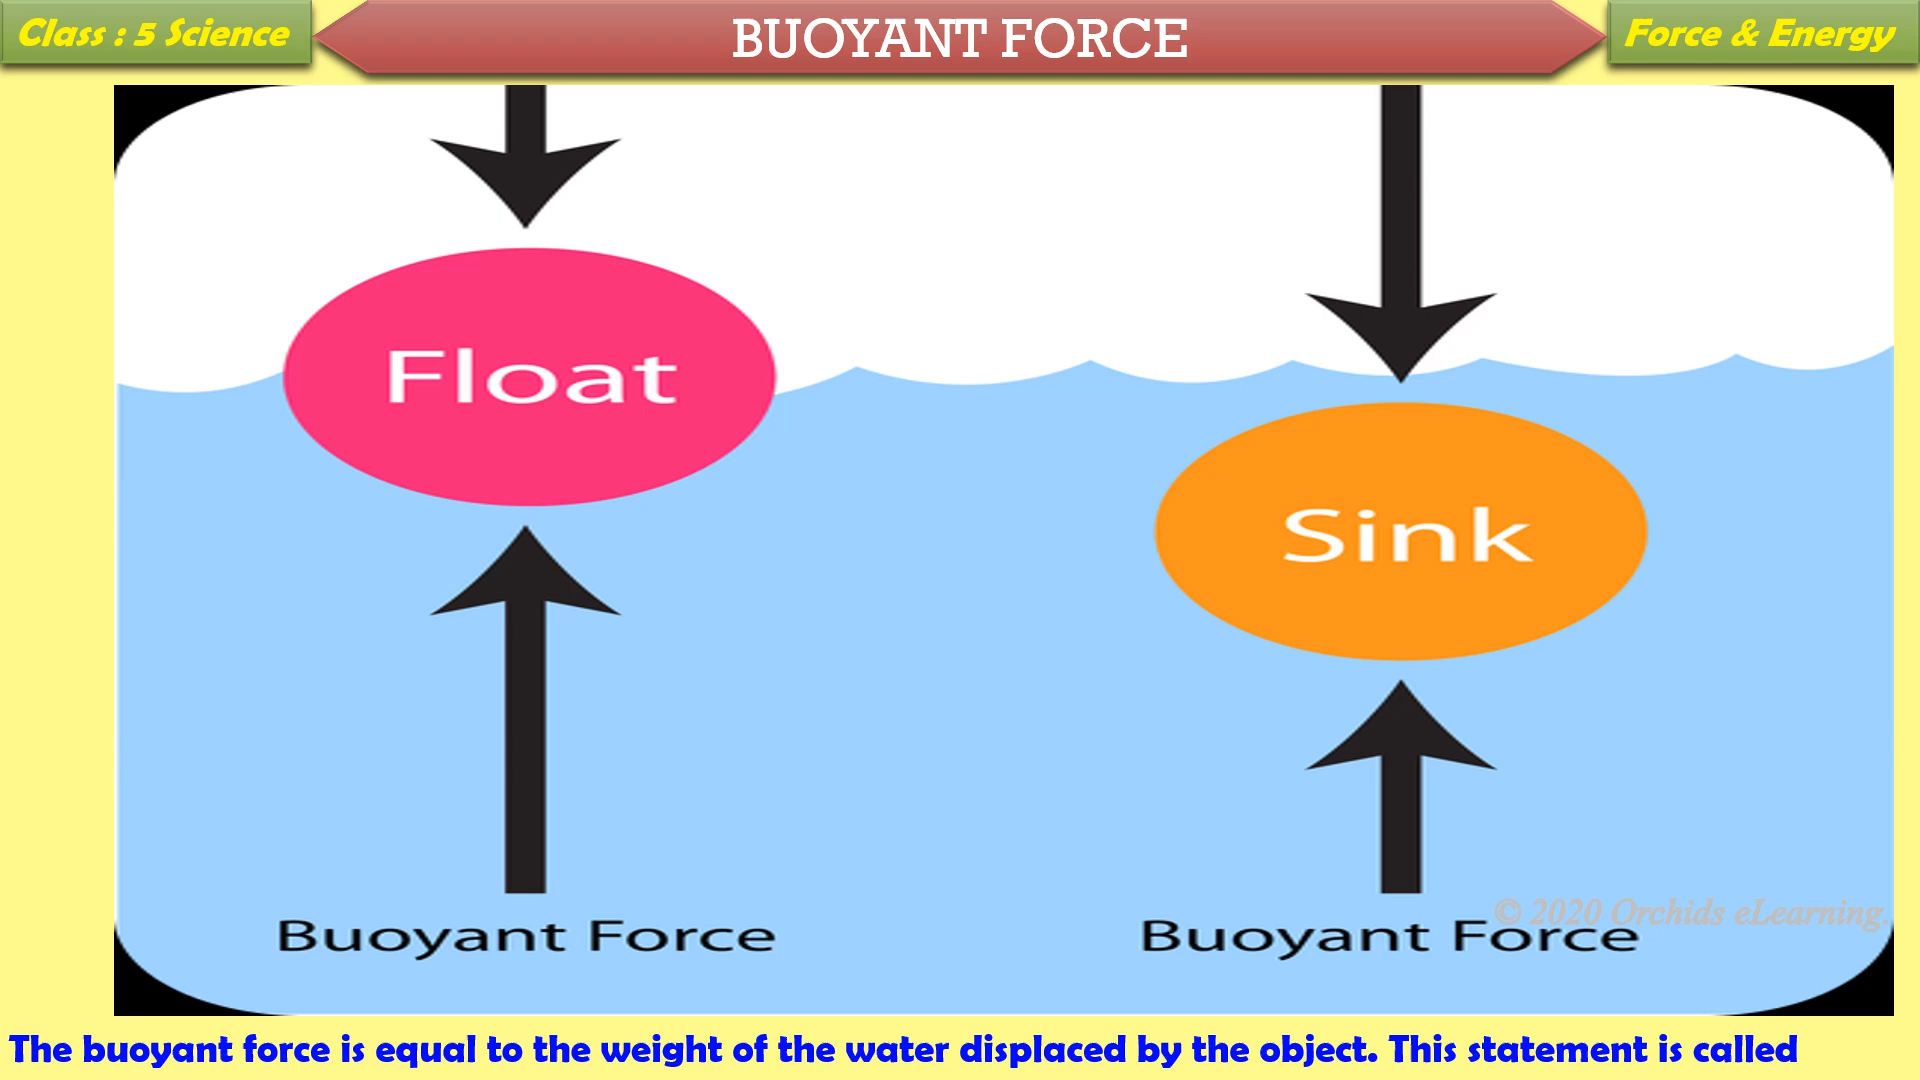 Class : 5 Science
BUOYANT FORCE
Force & Energy
Float
Sink
© 2020 Orchids eLearning.
Buoyant Force
Buoyant Force
The buoyant force is equal to the weight of the water displaced by the object. This statement is called